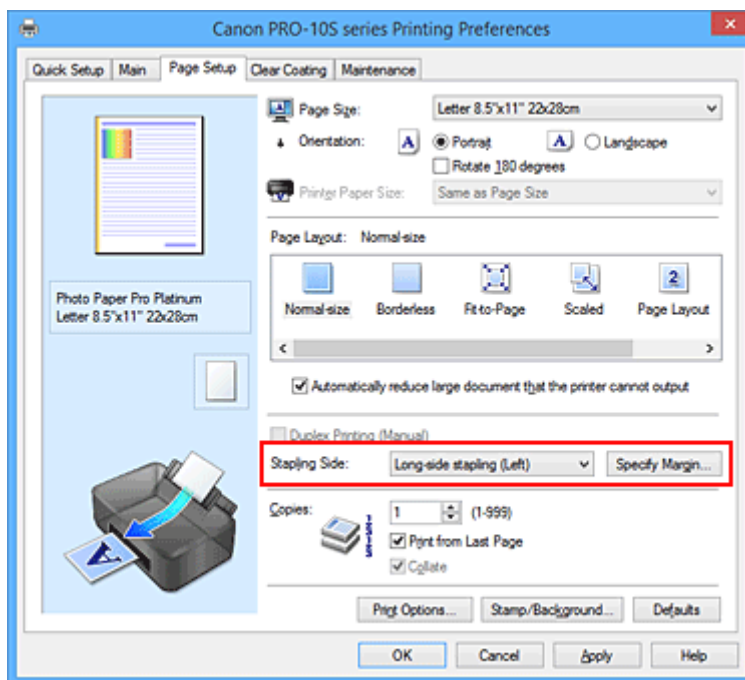 Canon PRO-10S series Printing Preferences
Quick Setup Main Page Setup Clear Coating Maintenance
Page Size: Letter 8.5"x11" 22x28cm
Orientation: A Portrait A Landscape
Rotate 180 degrees
Printer Paper Size: Same as Page Size
Page Layout: Normal-size
2
Normal-size Borderless Fit-to-Page Scaled Page Layout
Photo Paper Pro Platinum
Letter 8.5"x11" 22x28cm
Automatically reduce large document that the printer cannot output
Duplex Printing (Manual)
Stapling Side: Long-side stapling (Left) Specify Margin...
Copies: 1 (1-999)
Print from Last Page
Collate
A
Print Options... Stamp/Background... Defaults
OK Cancel Apply Help